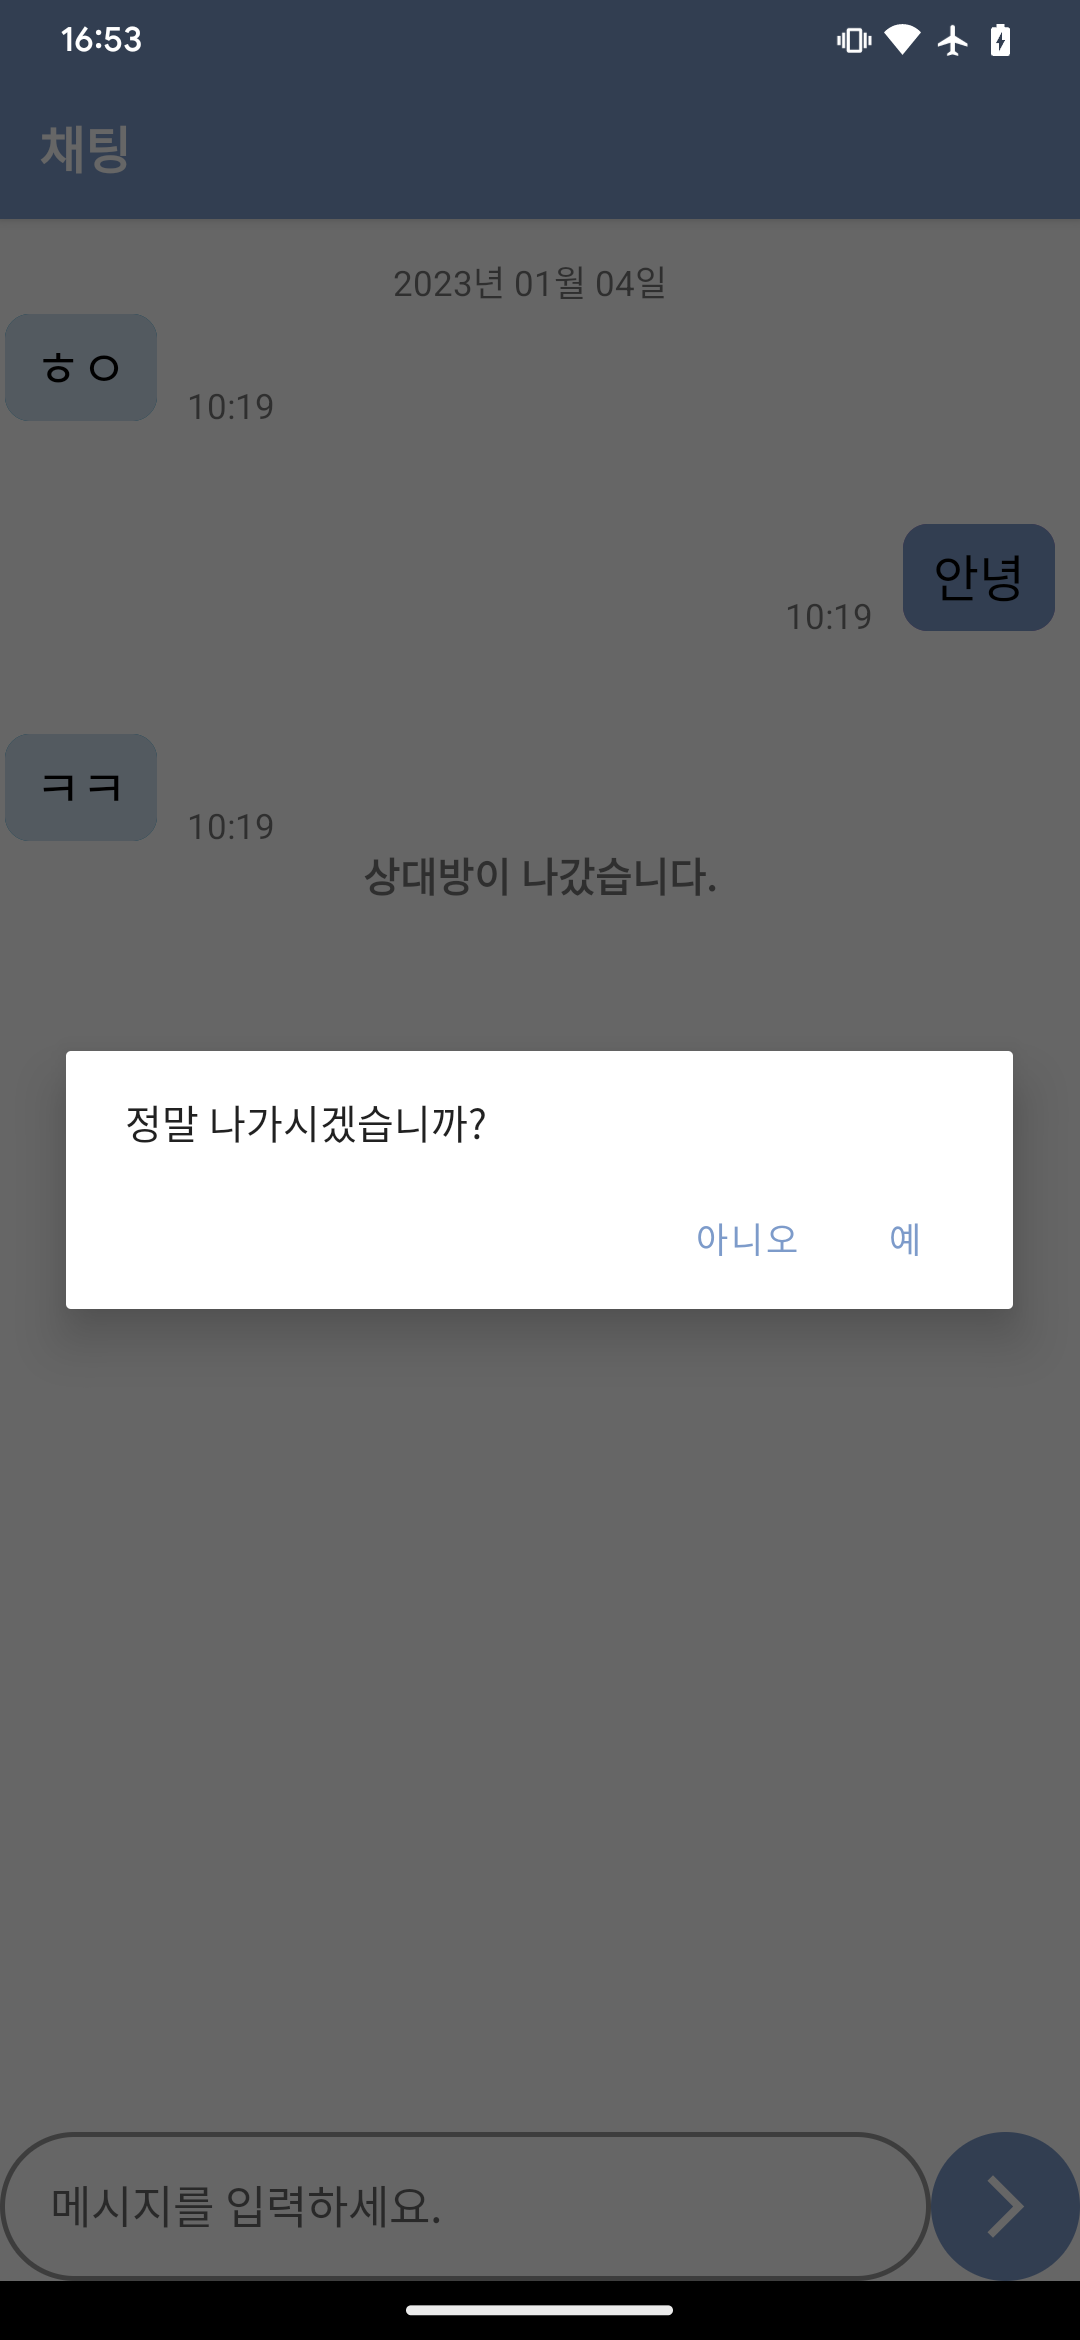 16:53
채팅
2023년 01월 04일
ㅎㅇ
10:19
안녕
10:19
ㅋㅋ
10:19
상대방이 나갔습니다.
정말 나가시겠습니까?
아니오 예
메시지를 입력하세요.